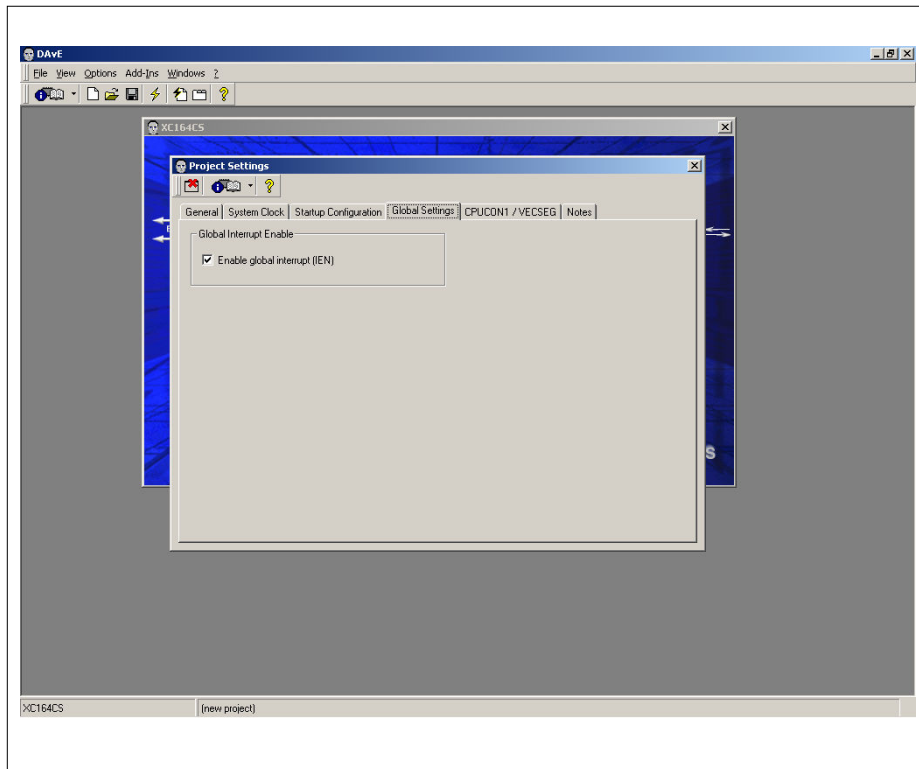 DAvE
File View Options Add-Ins Windows ?
XC164CS
Project Settings
General System Clock Startup Configuration Global Settings CPUCON1 / VECSEG Notes
Global Interrupt Enable
Enable global interrupt (IEN)
S
XC164CS (new project)